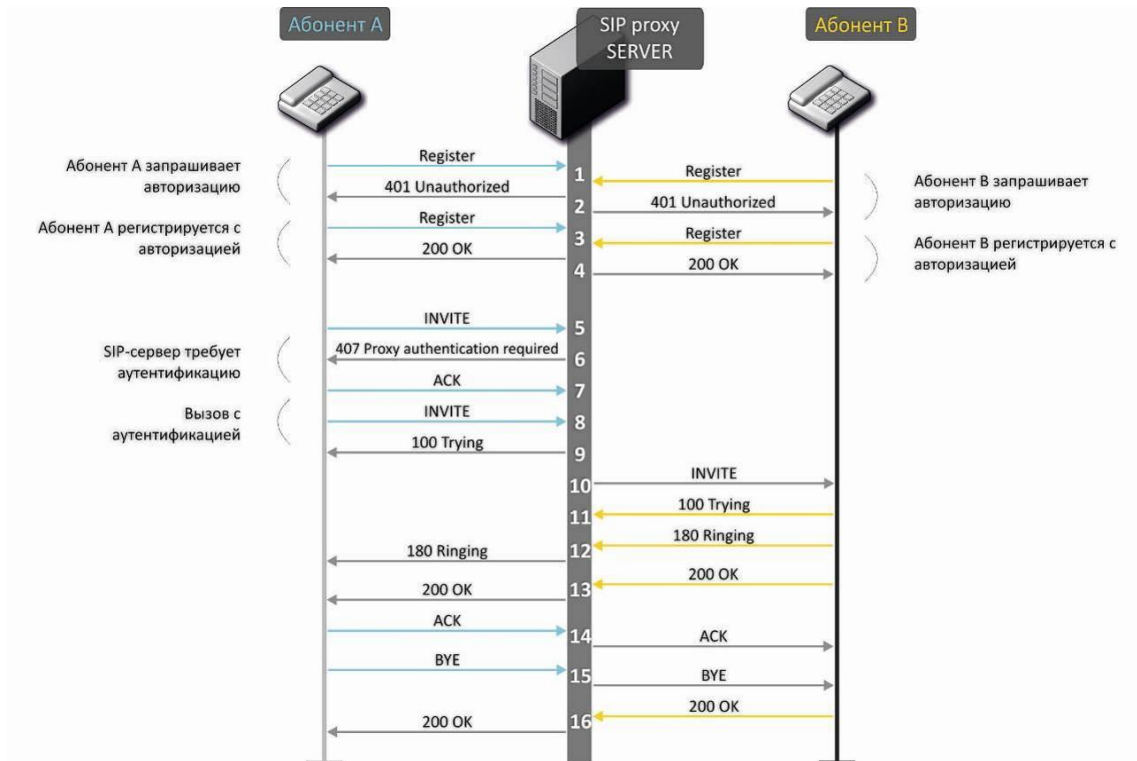 Абонент А
SIP proxy
SERVER
Абонент В
Абонент А запрашивает
авторизацию
Register
1
Register
Абонент В запрашивает
авторизацию
401 Unauthorized
2
401 Unauthorized
Абонент А регистрируется с
авторизацией
Register
3
Register
Абонент В регистрируется с
авторизацией
200 OK
4
200 OK
INVITE
5
SIP-сервер требует
аутентификацию
407 Proxy authentication required
6
ACK
7
Вызов с
аутентификацией
INVITE
8
100 Trying
9
INVITE
10
100 Trying
11
180 Ringing
12
180 Ringing
200 OK
13
200 OK
ACK
14
ACK
BYE
15
BYE
200 OK
16
200 OK